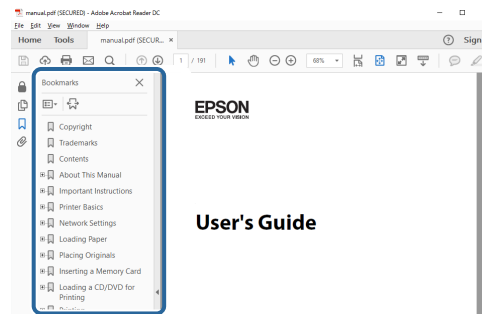 manual.pdf (SECURED) - Adobe Acrobat Reader DC
File Edit View Window Help
Home Tools manual.pdf (SECUR... ×
? Sign
1 / 191 68%
Bookmarks
Copyright
Trademarks
Contents
About This Manual
Important Instructions
Printer Basics
Network Settings
Loading Paper
Placing Originals
Inserting a Memory Card
Loading a CD/DVD for
Printing
EPSON
EXCEED YOUR VISION
User's Guide